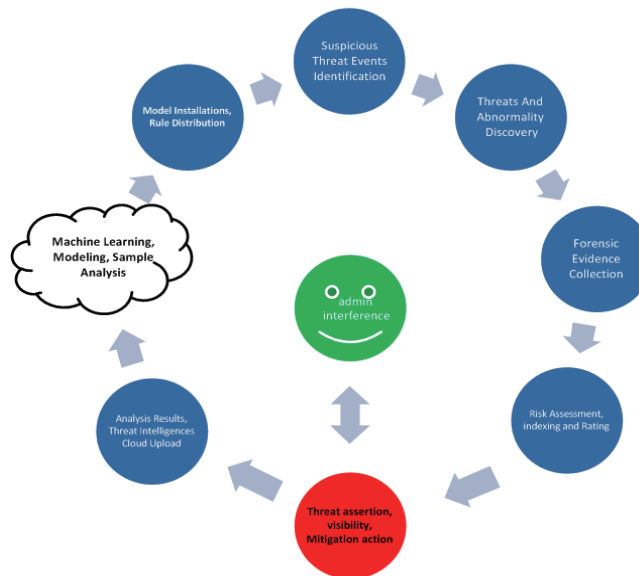 Suspicious
Threat Events
Identification
Threats And
Abnormality
Discovery
Forensic
Evidence
Collection
Risk Assessment,
indexing and Rating
Threat assertion,
visibility,
Mitigation action
Analysis Results,
Threat Intelligences
Cloud Upload
Machine Learning,
Modeling, Sample
Analysis
Model Installations,
Rule Distribution
admin
interference